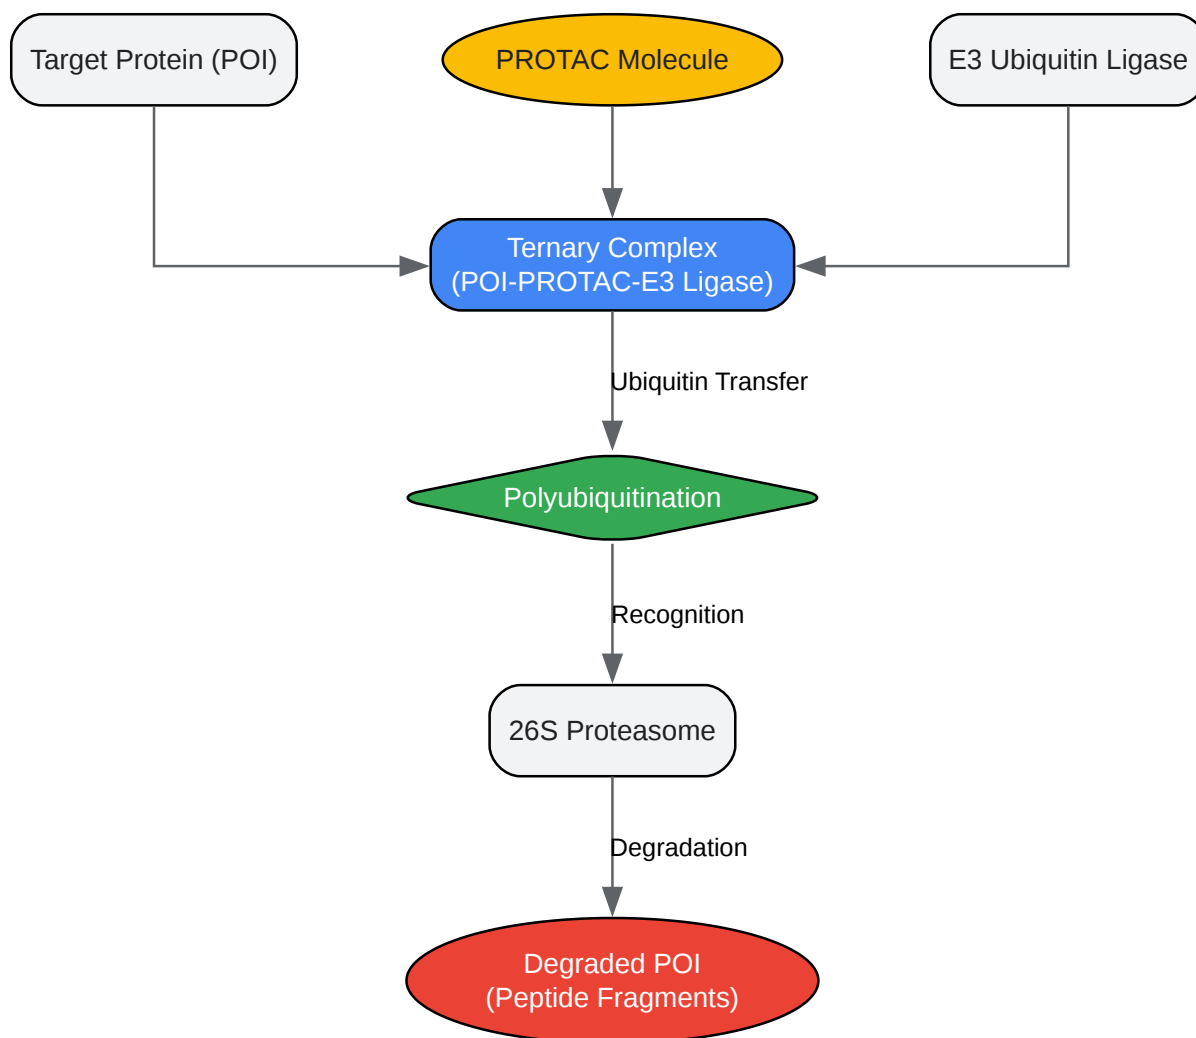 Target Protein (POI)
PROTAC Molecule
E3 Ubiquitin Ligase
Ternary Complex
(POI-PROTAC-E3 Ligase)
Ubiquitin Transfer
Polyubiquitination
Recognition
26S Proteasome
Degradation
Degraded POI
(Peptide Fragments)